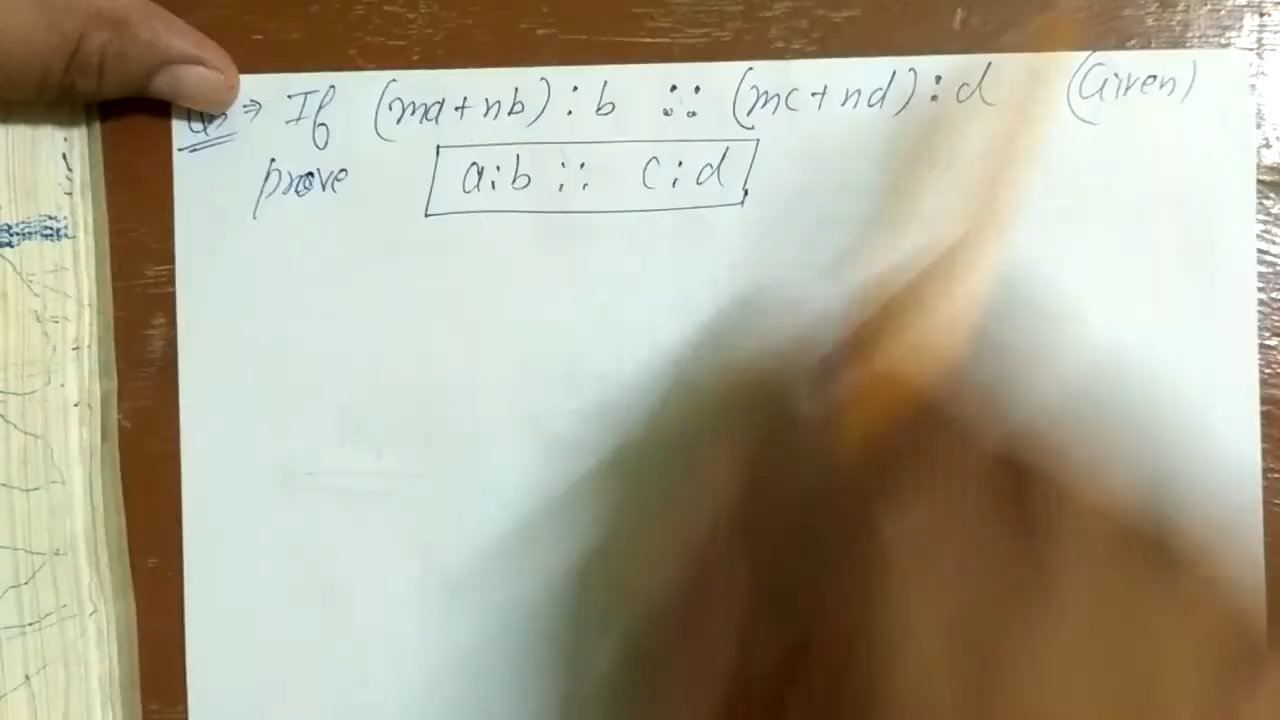 ⇒ If (ma+nb) : b :: (mc+nd) : d (Given)
prove a:b :: c:d